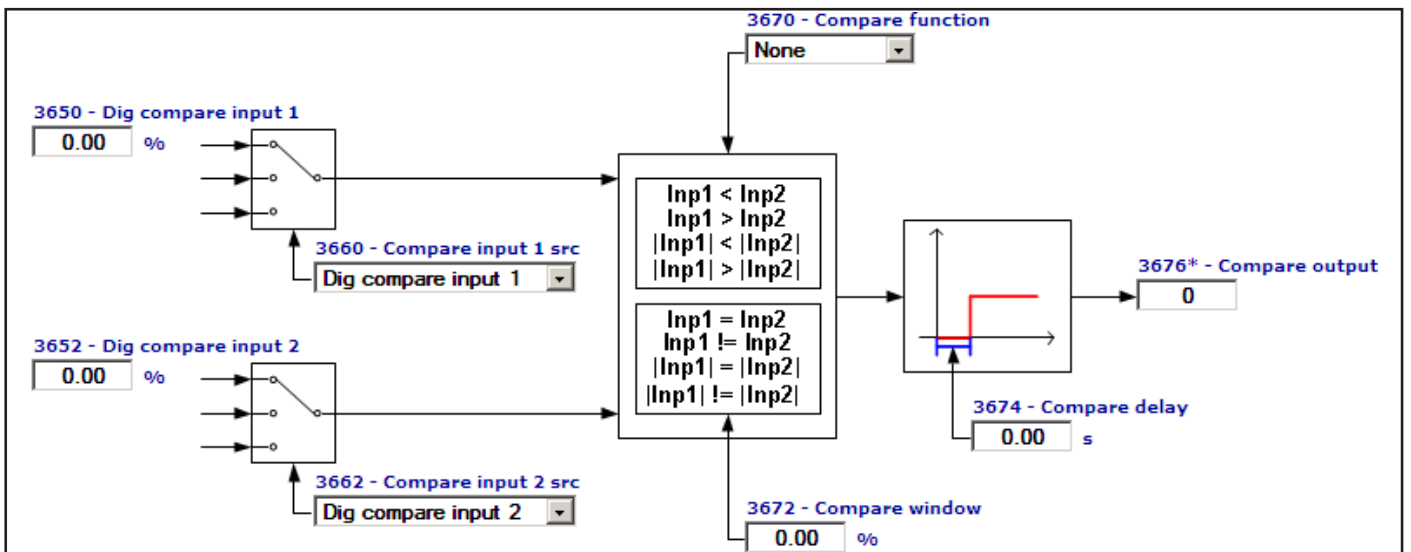 3670 - Compare function
None
3650 - Dig compare input 1
0.00 %
3660 - Compare input 1 src
Dig compare input 1
Inp1 < Inp2
Inp1 > Inp2
|Inp1| < |Inp2|
|Inp1| > |Inp2|
Inp1 = Inp2
Inp1 != Inp2
|Inp1| = |Inp2|
|Inp1| != |Inp2|
3676* - Compare output
0
3652 - Dig compare input 2
0.00 %
3674 - Compare delay
0.00 s
3662 - Compare input 2 src
Dig compare input 2
3672 - Compare window
0.00 %